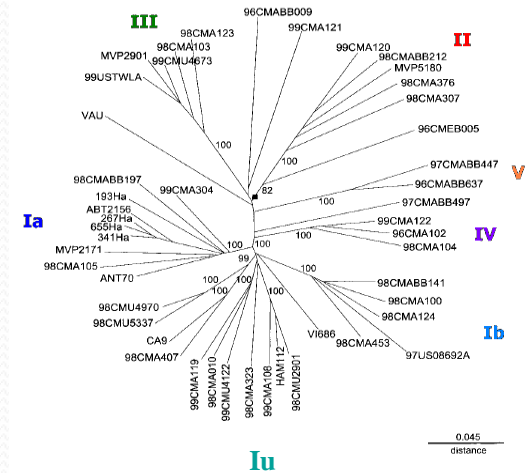 III
96CMABB009
99CMA121
98CMA123
98CMA103
MVP2901
99CMU4673
99USTWLA
VAU
II
99CMA120
98CMABB212
MVP5180
98CMA376
98CMA307
96CMEB005
100
100
82
97CMABB447
V
96CMABB637
100
97CMABB497
99CMA122
96CMA102
IV
98CMA104
100
98CMABB197
99CMA304
193Ha
ABT2156
267Ha
655Ha
341Ha
Ia
MVP2171
98CMA105
ANT70
100
100
99
98CMU4970
98CMU5337
100
100
100
CA9
98CMA407
100
100
98CMABB141
98CMA100
98CMA124
Ib
98CMA453
97US08692A
VI686
99CMA119
98CMA010
99CMU4122
98CMA323
99CMA108
HAM112
98CMU2901
Iu
0.045
distance